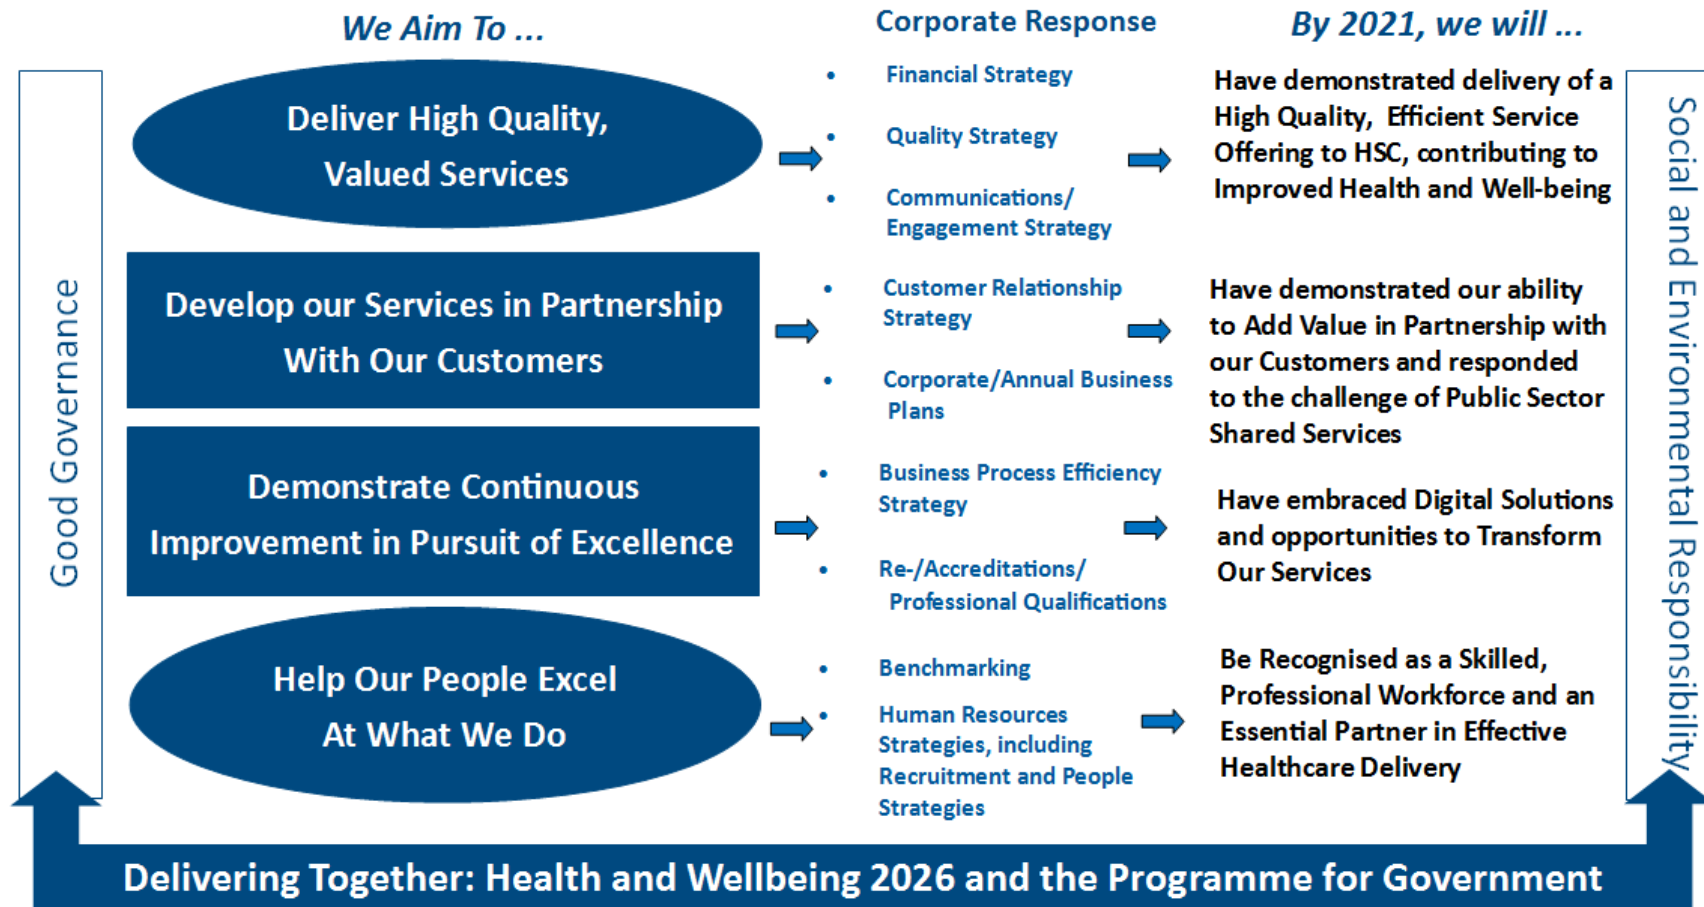 We Aim To ...
Corporate Response
By 2021, we will ...
Good Governance
Deliver High Quality,
Valued Services
• Financial Strategy
• Quality Strategy
• Communications/
Engagement Strategy
Have demonstrated delivery of a
High Quality, Efficient Service
Offering to HSC, contributing to
Improved Health and Well-being
Develop our Services in Partnership
With Our Customers
• Customer Relationship
Strategy
• Corporate/Annual Business
Plans
Have demonstrated our ability
to Add Value in Partnership with
our Customers and responded
to the challenge of Public Sector
Shared Services
Demonstrate Continuous
Improvement in Pursuit of Excellence
• Business Process Efficiency
Strategy
• Re-/Accreditations/
Professional Qualifications
Have embraced Digital Solutions
and opportunities to Transform
Our Services
Help Our People Excel
At What We Do
• Benchmarking
• Human Resources
Strategies, including
Recruitment and People
Strategies
Be Recognised as a Skilled,
Professional Workforce and an
Essential Partner in Effective
Healthcare Delivery
Social and Environmental Responsibility
Delivering Together: Health and Wellbeing 2026 and the Programme for Government